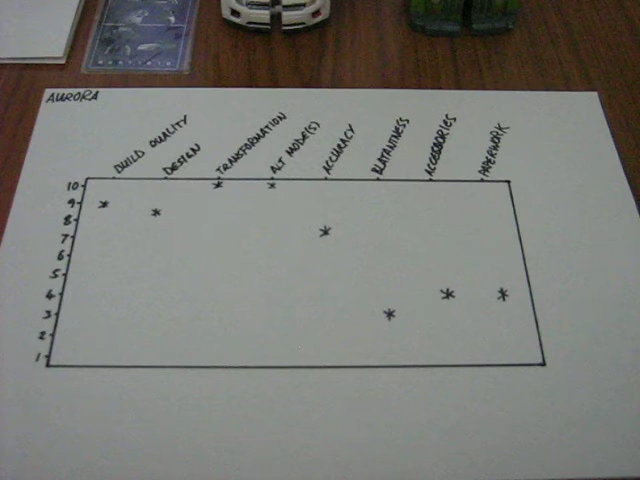 AURORA
BUILD QUALITY
DESIGN
TRANSFORMATION
ALT MODE(S)
ACCURACY
BLATANTNESS
ACCESSORIES
PAPERWORK
10
9
8
7
6
5
4
3
2
1